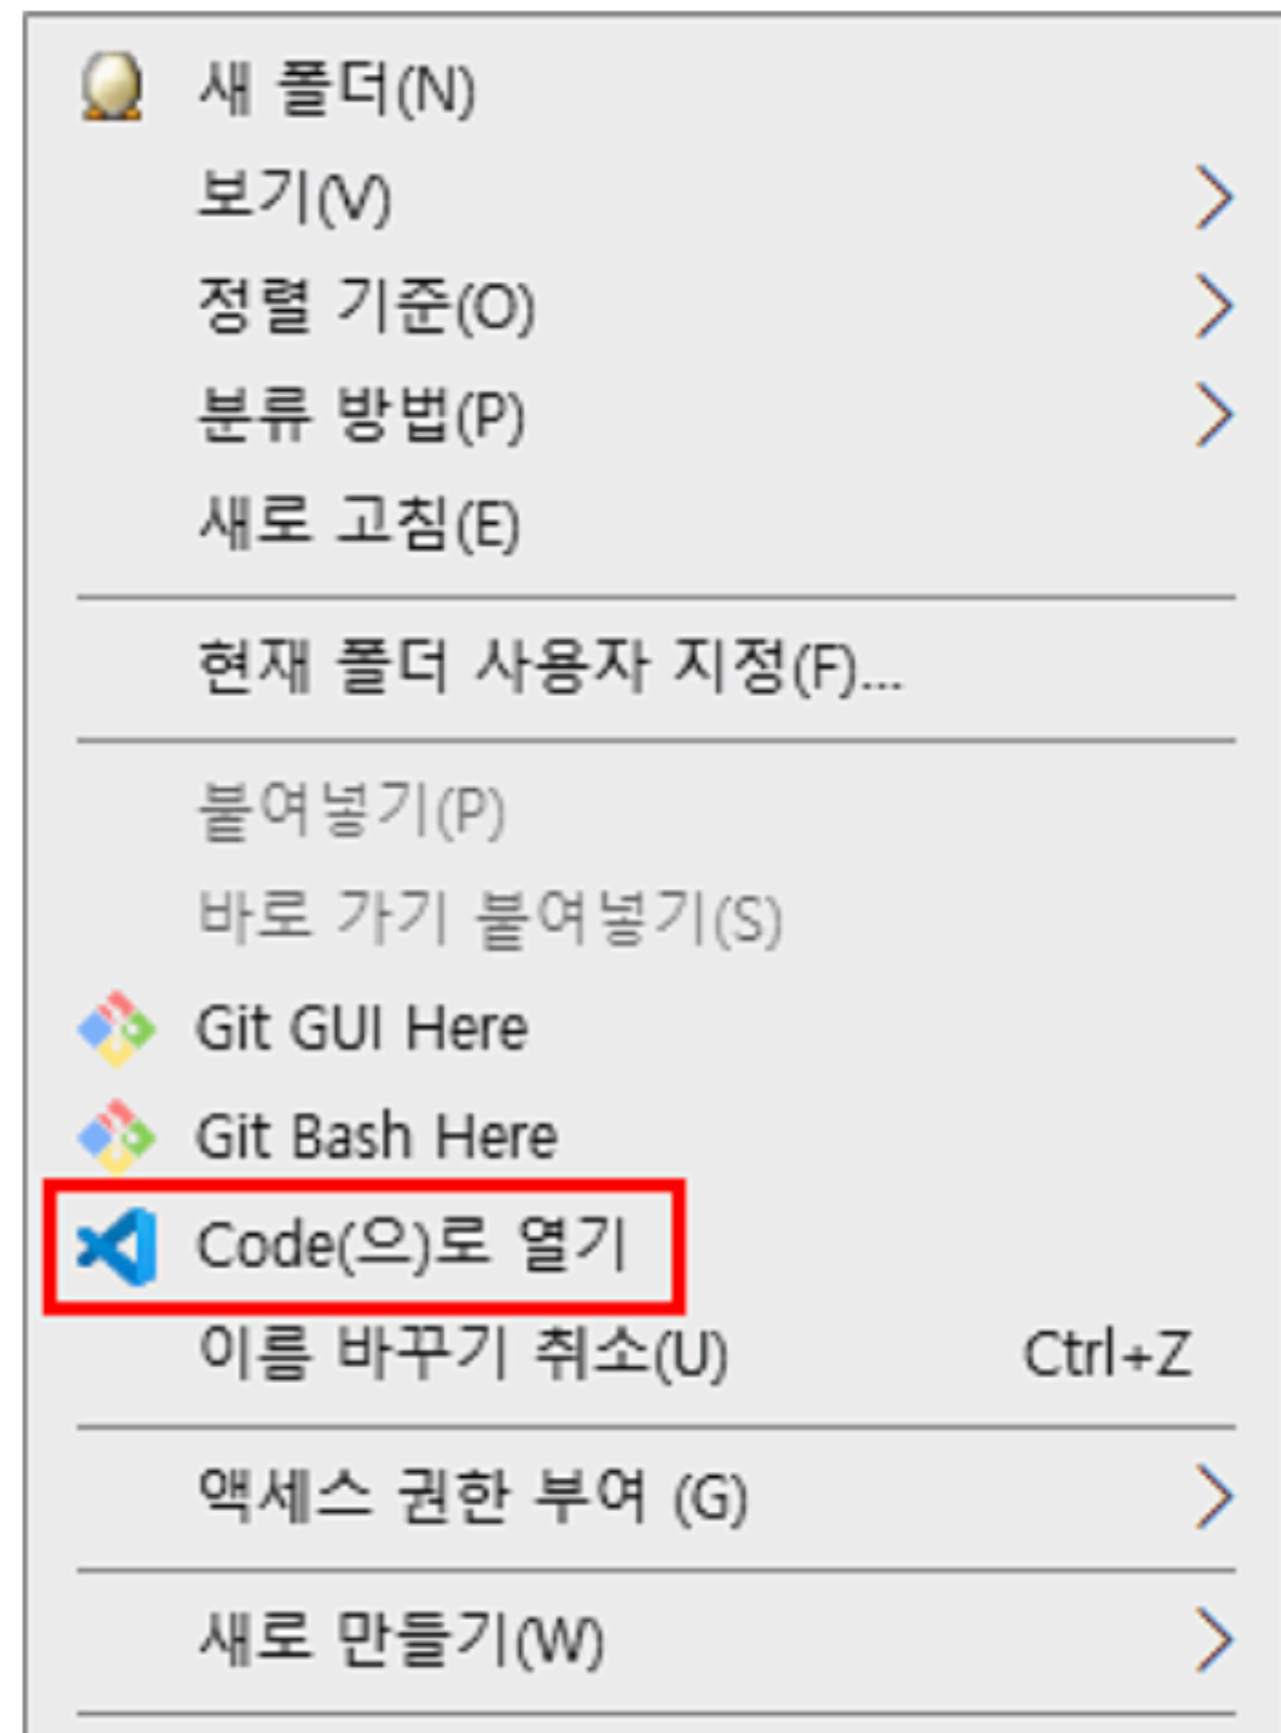 새 폴더(N)
보기(V)
정렬 기준(O)
분류 방법(P)
새로 고침(E)
현재 폴더 사용자 지정(F)...
붙여넣기(P)
바로 가기 붙여넣기(S)
Git GUI Here
Git Bash Here
Code(으)로 열기
이름 바꾸기 취소(U) Ctrl+Z
액세스 권한 부여 (G)
새로 만들기(W)